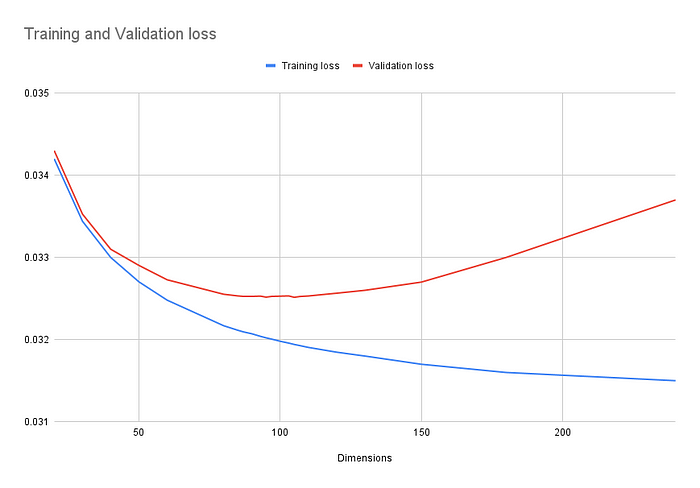 Training and Validation loss
Training loss Validation loss
0.035
0.034
0.033
0.032
0.031
50 100 150 200
Dimensions